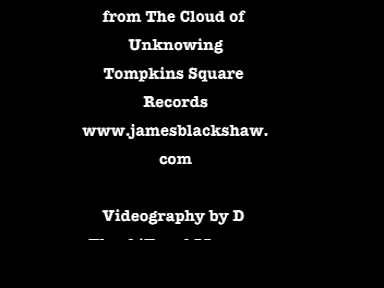 from The Cloud of
Unknowing
Tompkins Square
Records
www.jamesblackshaw.
com
Videography by D